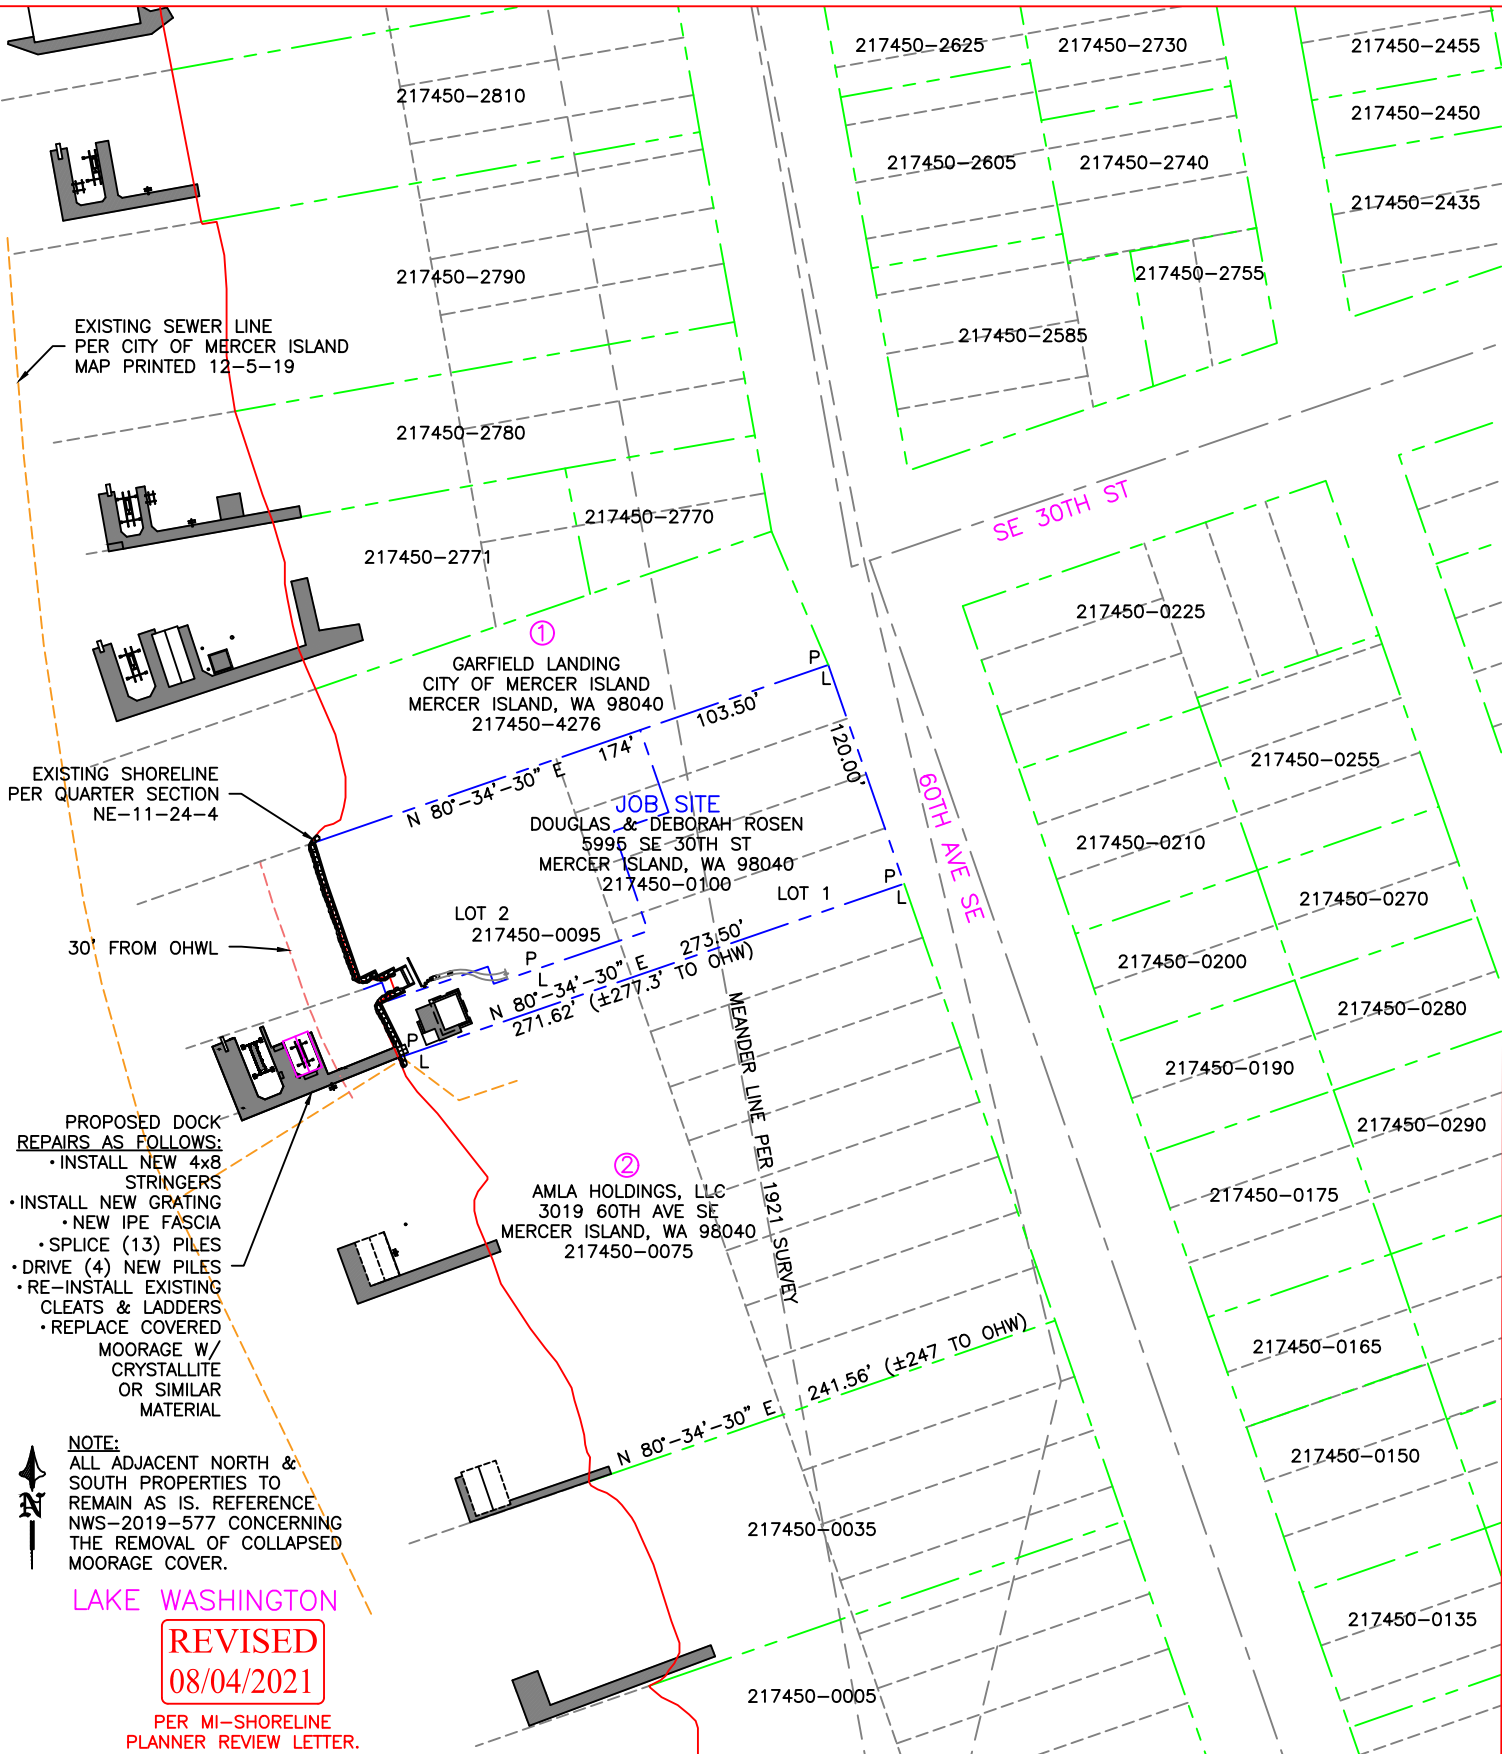 217450-2625
217450-2730
217450-2455
217450-2810
217450-2450
217450-2605
217450-2740
217450-2435
217450-2790
217450-2755
EXISTING SEWER LINE
PER CITY OF MERCER ISLAND
MAP PRINTED 12-5-19
217450-2585
217450-2780
SE 30TH ST
217450-2770
217450-2771
217450-0225
1
GARFIELD LANDING
CITY OF MERCER ISLAND
MERCER ISLAND, WA 98040
217450-4276
P
L
103.50'
174'
N 80°-34'-30" E
120.00'
217450-0255
EXISTING SHORELINE
PER QUARTER SECTION
NE-11-24-4
60TH AVE SE
JOB SITE
DOUGLAS & DEBORAH ROSEN
5995 SE 30TH ST
MERCER ISLAND, WA 98040
217450-0100
217450-0210
P
L
LOT 1
217450-0270
LOT 2
217450-0095
30' FROM OHWL
P
L
273.50'
N 80°-34'-30" E
271.62' (±277.3' TO OHW)
217450-0200
217450-0280
MEANDER LINE PER 1921 SURVEY
P
L
217450-0190
217450-0290
PROPOSED DOCK
REPAIRS AS FOLLOWS:
•INSTALL NEW 4x8
STRINGERS
•INSTALL NEW GRATING
•NEW IPE FASCIA
•SPLICE (13) PILES
•DRIVE (4) NEW PILES
•RE-INSTALL EXISTING
CLEATS & LADDERS
•REPLACE COVERED
MOORAGE W/
CRYSTALLITE
OR SIMILAR
MATERIAL
2
AMLA HOLDINGS, LLC
3019 60TH AVE SE
MERCER ISLAND, WA 98040
217450-0075
217450-0175
217450-0165
N 80°-34'-30" E
241.56' (±247 TO OHW)
217450-0150
N
NOTE:
ALL ADJACENT NORTH &
SOUTH PROPERTIES TO
REMAIN AS IS. REFERENCE
NWS-2019-577 CONCERNING
THE REMOVAL OF COLLAPSED
MOORAGE COVER.
217450-0035
LAKE WASHINGTON
217450-0135
REVISED
08/04/2021
217450-0005
PER MI-SHORELINE
PLANNER REVIEW LETTER.